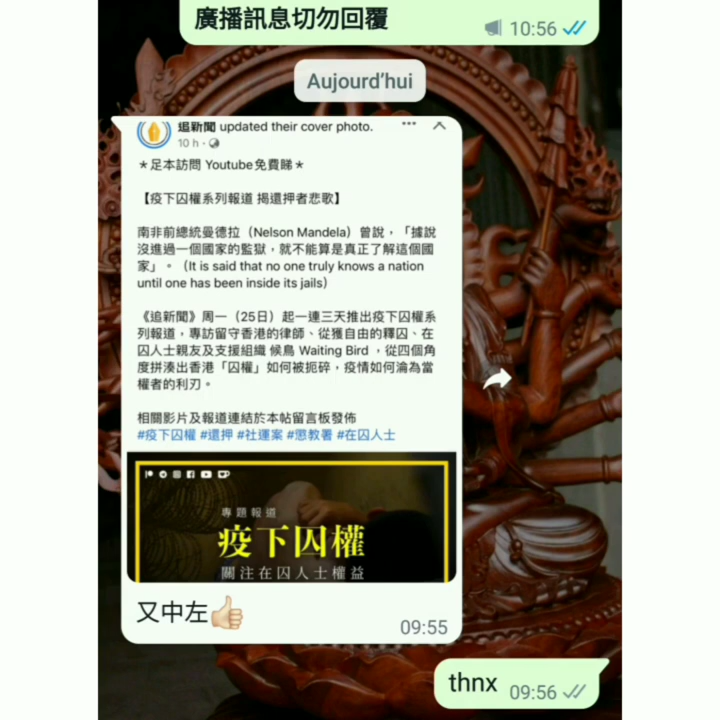 廣播訊息切勿回覆
10:56
Aujourd'hui
追新聞 updated their cover photo.
10 h
＊足本訪問 Youtube免費睇＊
【疫下囚權系列報道 揭還押者悲歌】
南非前總統曼德拉（Nelson Mandela）曾說，「據說
沒進過一個國家的監獄，就不能算是真正了解這個國
家」。（It is said that no one truly knows a nation
until one has been inside its jails）
《追新聞》周一（25日）起一連三天推出疫下囚權系
列報道，專訪留守香港的律師、從獲自由的釋囚、在
囚人士親友及支援組織 候鳥 Waiting Bird ，從四個角
度拼湊出香港「囚權」如何被扼碎，疫情如何淪為當
權者的利刃。
相關影片及報道連結於本帖留言板發佈
#疫下囚權 #還押 #社運案 #懲教署 #在囚人士
專題報道
疫下囚權
關注在囚人士權益
又中左👍🏻
09:55
thnx 09:56